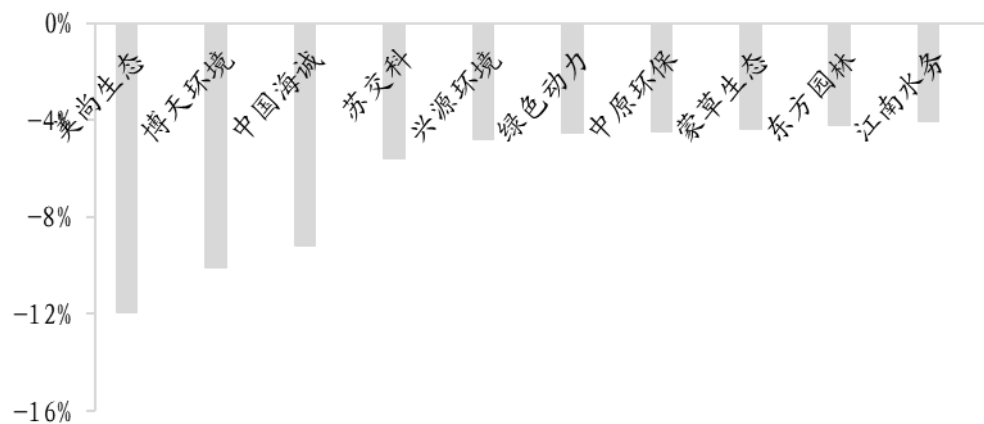 0%
-4%
-8%
-12%
-16%
美尚生态
博天环境
中国海诚
苏交科
兴源环境
绿色动力
中原环保
蒙草生态
东方园林
江南水务